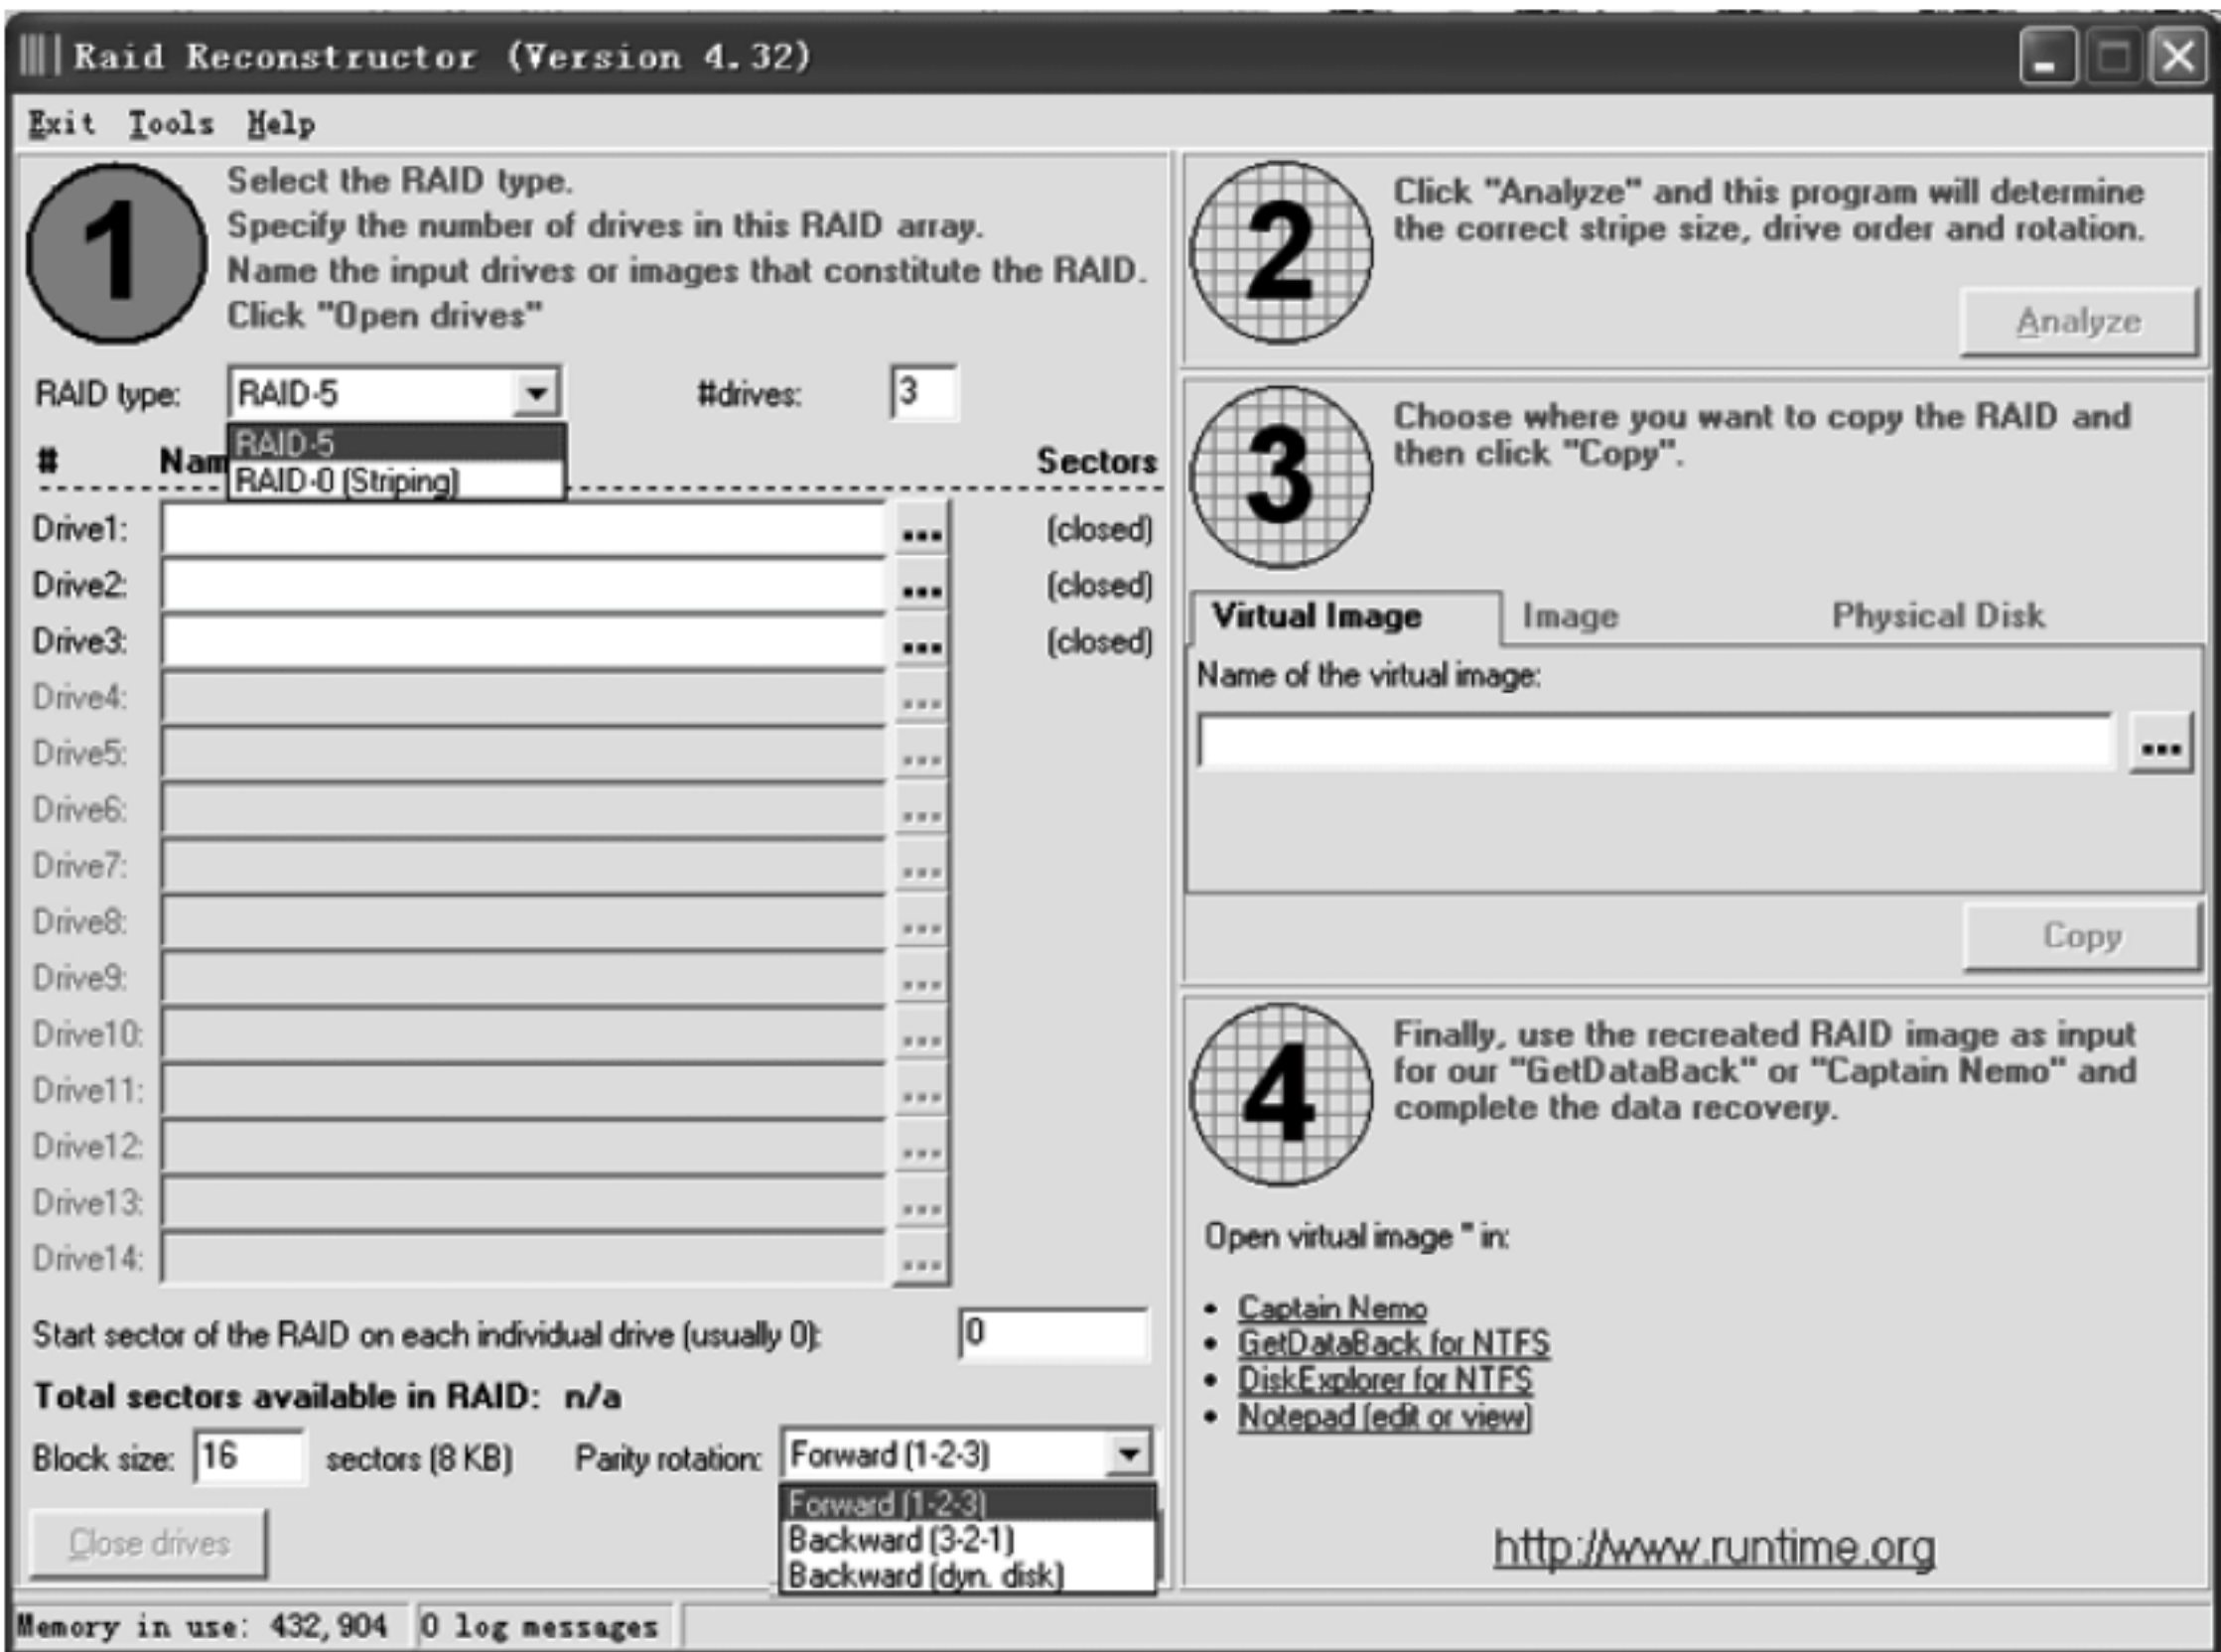 Raid Reconstructor (Version 4.32)
Exit Tools Help
1
Select the RAID type.
Specify the number of drives in this RAID array.
Name the input drives or images that constitute the RAID.
Click "Open drives"
RAID type: RAID-5 #drives: 3
RAID-5
RAID-0 (Striping)
# Nam Sectors
Drive1: ... (closed)
Drive2: ... (closed)
Drive3: ... (closed)
Drive4: ...
Drive5: ...
Drive6: ...
Drive7: ...
Drive8: ...
Drive9: ...
Drive10: ...
Drive11: ...
Drive12: ...
Drive13: ...
Drive14: ...
Start sector of the RAID on each individual drive (usually 0): 0
Total sectors available in RAID: n/a
Block size: 16 sectors (8 KB) Parity rotation: Forward (1-2-3)
Forward (1-2-3)
Backward (3-2-1)
Backward (dyn. disk)
Close drives
2
Click "Analyze" and this program will determine
the correct stripe size, drive order and rotation.
Analyze
3
Choose where you want to copy the RAID and
then click "Copy".
Virtual Image Image Physical Disk
Name of the virtual image:
...
Copy
4
Finally, use the recreated RAID image as input
for our "GetDataBack" or "Captain Nemo" and
complete the data recovery.
Open virtual image '' in:
• Captain Nemo
• GetDataBack for NTFS
• DiskExplorer for NTFS
• Notepad (edit or view)
http://www.runtime.org
Memory in use: 432,904 0 log messages